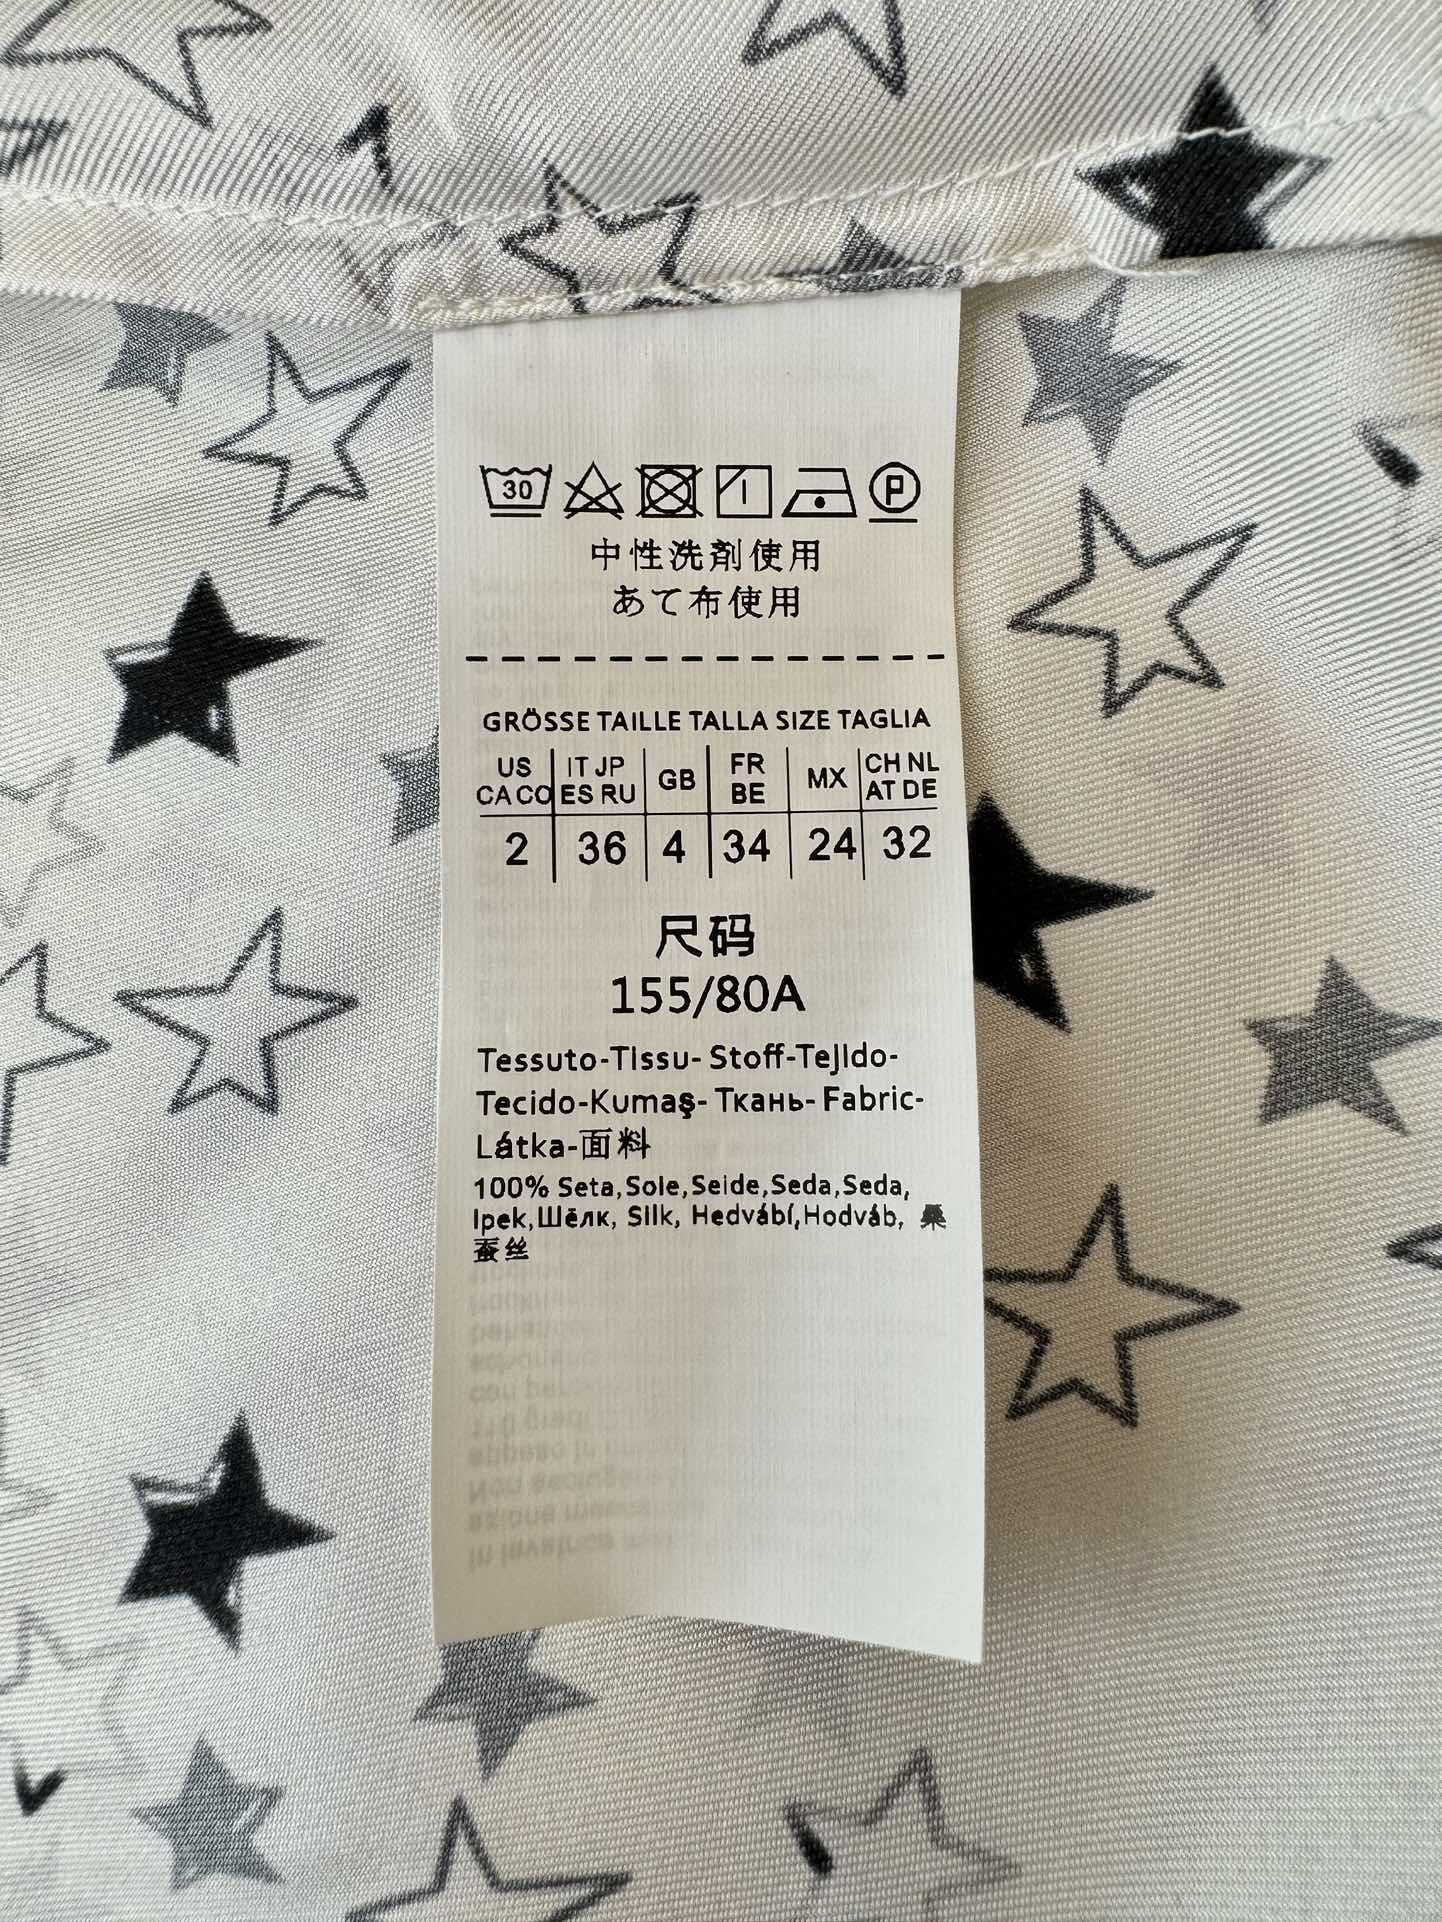 30 P
中性洗剤使用
あて布使用
GRÖSSE TAILLE TALLA SIZE TAGLIA
US CA CO IT JP ES RU GB FR BE MX CH NL AT DE
2 36 4 34 24 32
尺码
155/80A
Tessuto-Tissu- Stoff-Tejido-
Tecido-Kumaş- Ткань- Fabric-
Látka-面料
100% Seta,Soie,Seide,Seda,Seda,
Ipek,Шёлк, Silk, Hedvábí,Hodváb, 桑
蚕丝